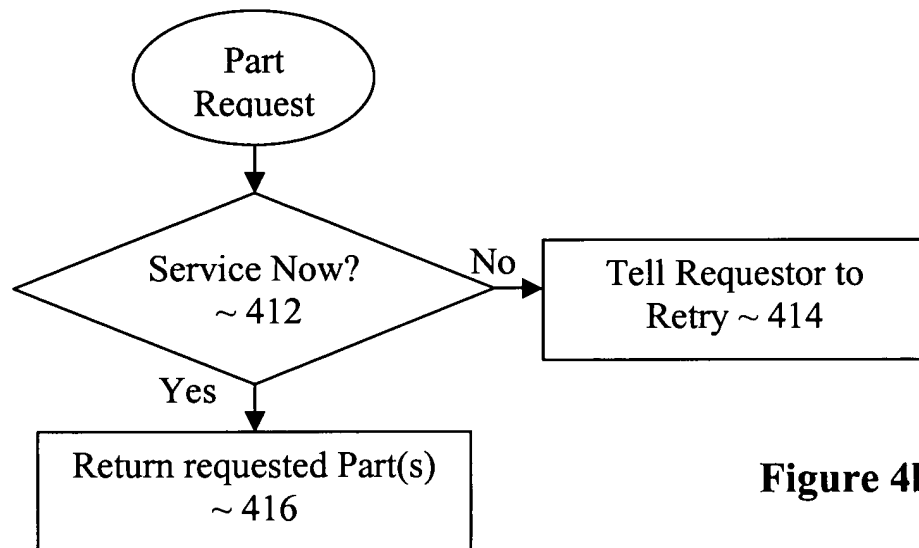 Part
Request
Service Now?
~ 412
No
Tell Requestor to
Retry ~ 414
Yes
Return requested Part(s)
~ 416